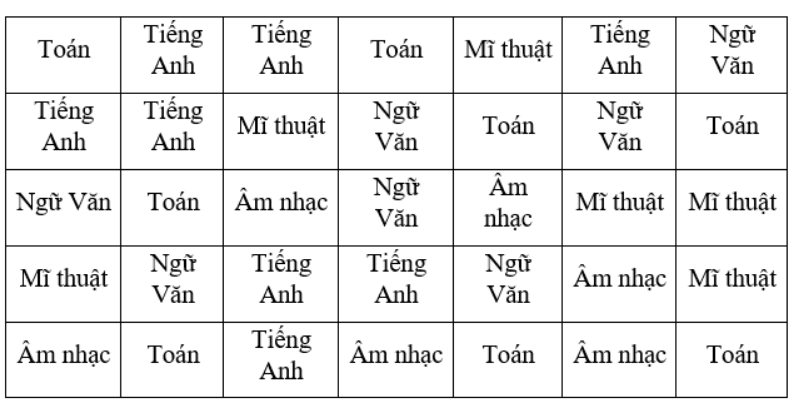 Toán Tiếng Anh Tiếng Anh Toán Mĩ thuật Tiếng Anh Ngữ Văn
Tiếng Anh Tiếng Anh Mĩ thuật Ngữ Văn Toán Ngữ Văn Toán
Ngữ Văn Toán Âm nhạc Ngữ Văn Âm nhạc Mĩ thuật Mĩ thuật
Mĩ thuật Ngữ Văn Tiếng Anh Tiếng Anh Ngữ Văn Âm nhạc Mĩ thuật
Âm nhạc Toán Tiếng Anh Âm nhạc Toán Âm nhạc Toán